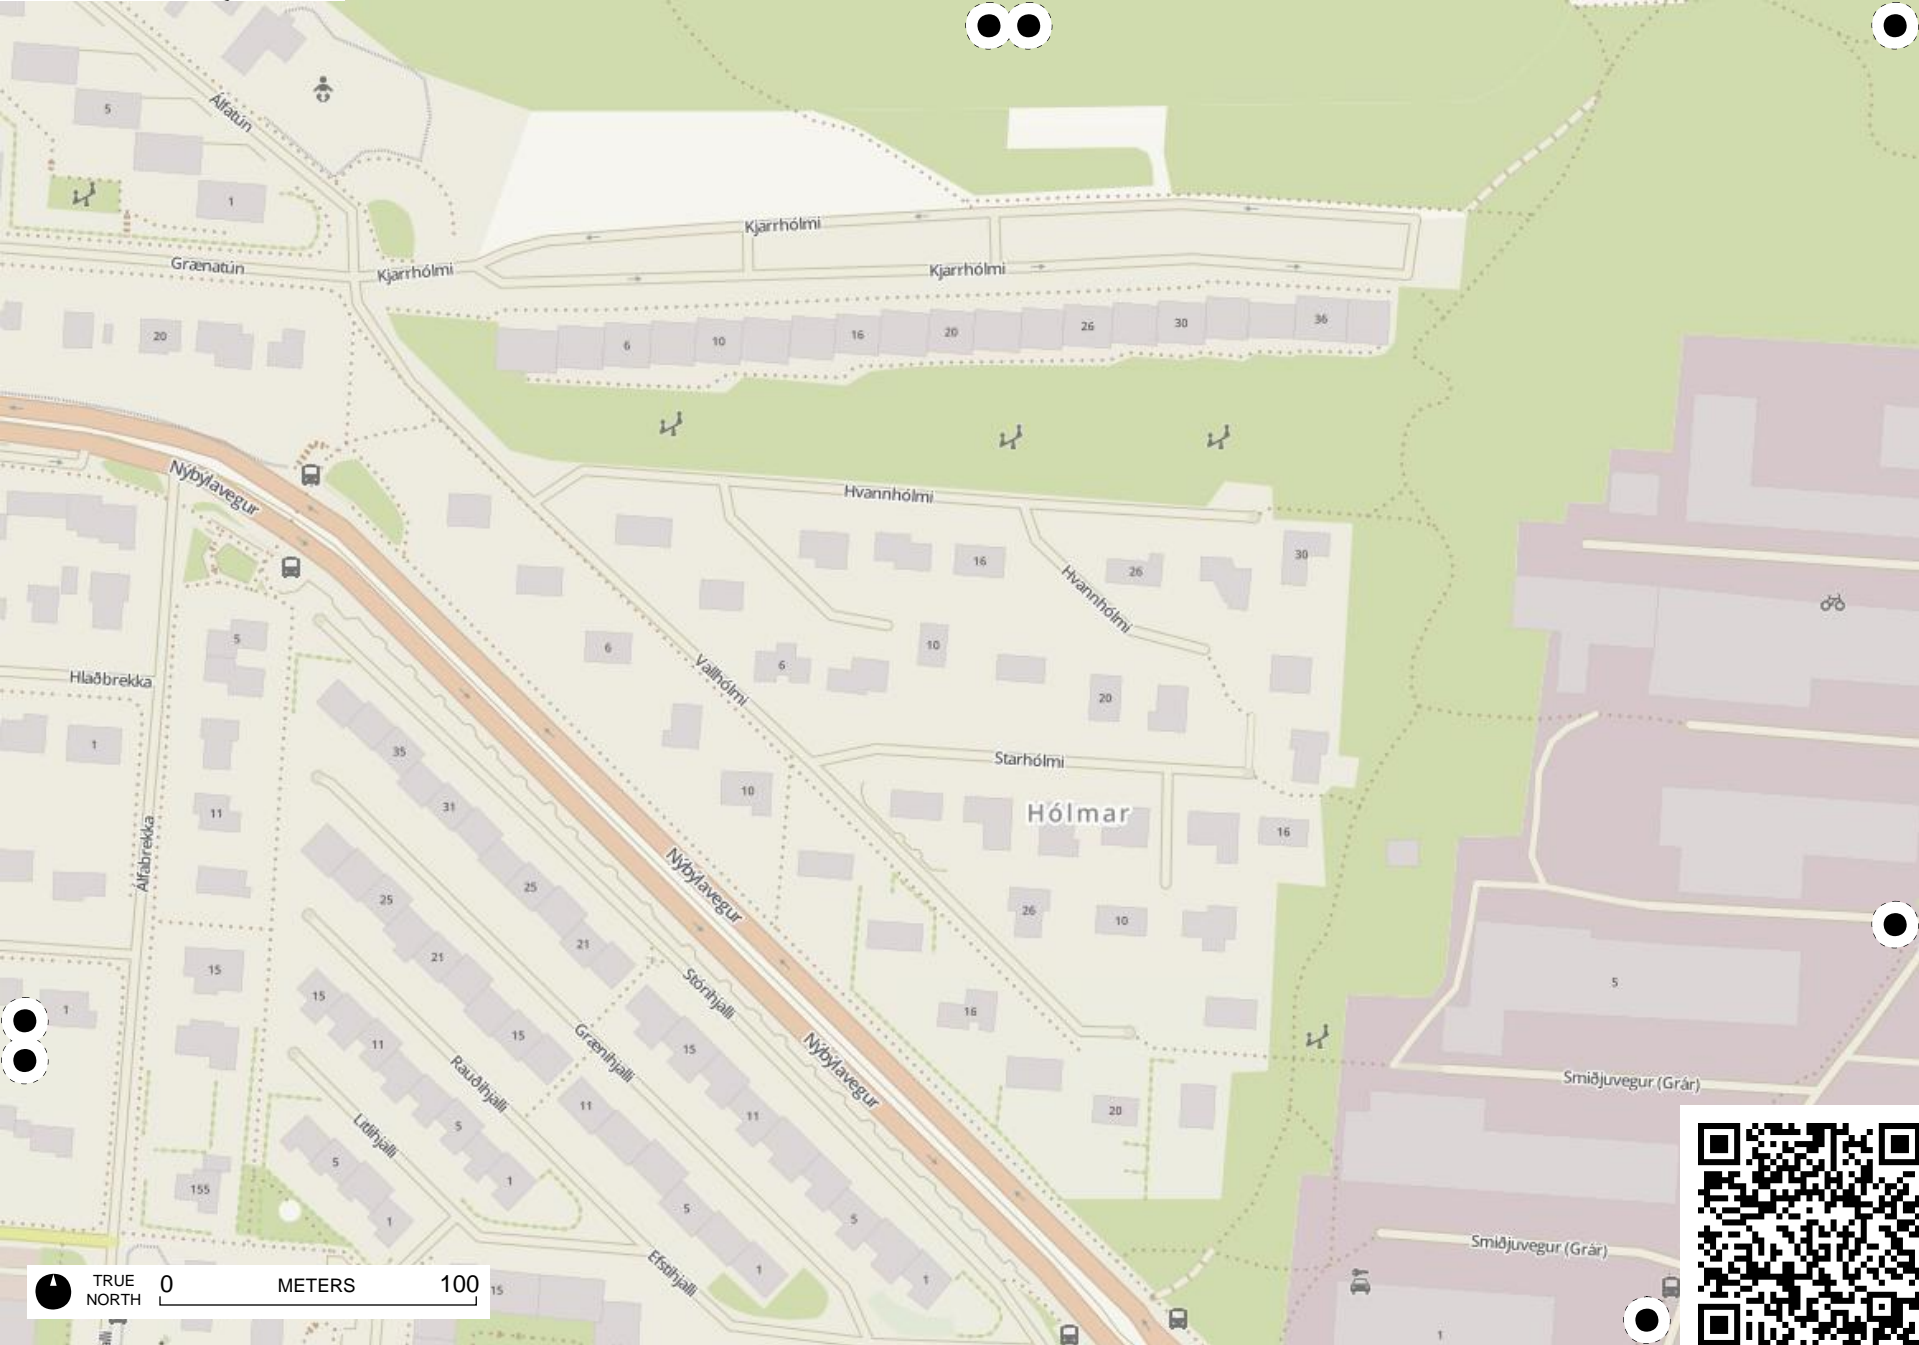 Álfatún
5
1
Grænatún
Kjarrhólmi
Kjarrhólmi
Kjarrhólmi
20
6
10
16
20
26
30
36
Nýbýlavegur
Hvannhólmi
16
26
30
Hvannhólmi
5
6
6
10
20
Vallhólmi
Hlaðbrekka
1
35
10
Starhólmi
Hólmar
31
11
16
Álfabrekka
Nýbýlavegur
25
25
26
10
21
21
15
15
1
Stórihjalli
16
5
Grænihjalli
15
15
11
Nýbýlavegur
Rauðihjalli
Smiðjuvegur (Grár)
11
11
20
5
Litlihjalli
5
155
1
5
5
1
Smiðjuvegur (Grár)
Efstihjalli
1
1
15
1
TRUE
NORTH
0 METERS 100